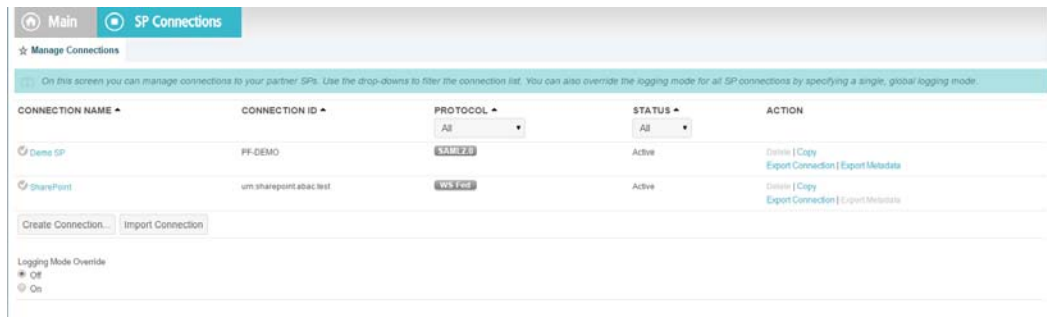 Main SP Connections
Manage Connections
On this screen you can manage connections to your partner SPs. Use the drop-downs to filter the connection list. You can also override the logging mode for all SP connections by specifying a single, global logging mode.
CONNECTION NAME CONNECTION ID PROTOCOL STATUS ACTION
All All
Demo SP PF-DEMO SAML2.0 Active Delete | Copy
Export Connection | Export Metadata
SharePoint urn:sharepoint.abac.test WS-Fed Active Delete | Copy
Export Connection | Export Metadata
Create Connection... Import Connection
Logging Mode Override
Off
On